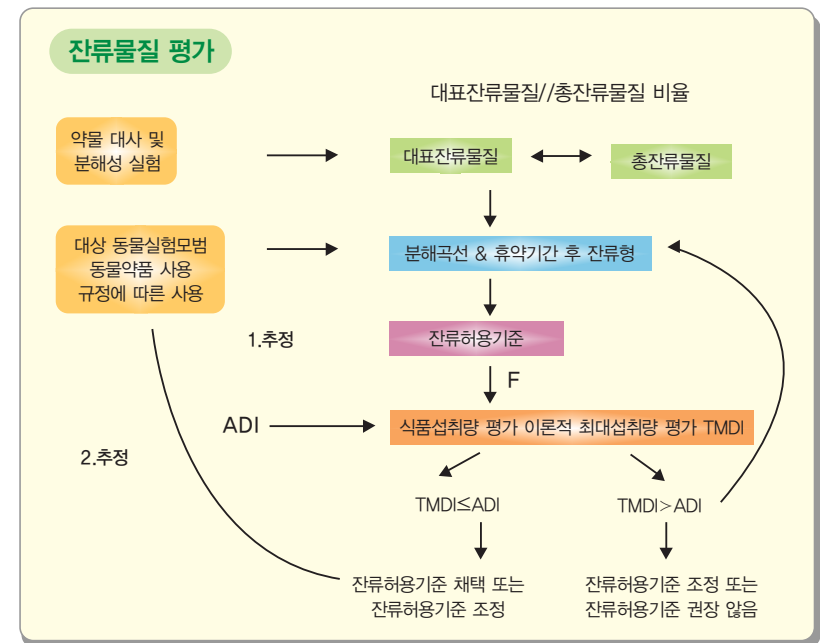 잔류물질 평가
대표잔류물질//총잔류물질 비율
약물 대사 및
분해성 실험
대표잔류물질
총잔류물질
대상 동물실험모범
동물약품 사용
규정에 따른 사용
분해곡선 & 휴약기간 후 잔류형
1.추정
잔류허용기준
F
ADI
식품섭취량 평가 이론적 최대섭취량 평가 TMDI
2.추정
TMDI≤ADI
TMDI>ADI
잔류허용기준 채택 또는
잔류허용기준 조정
잔류허용기준 조정 또는
잔류허용기준 권장 않음